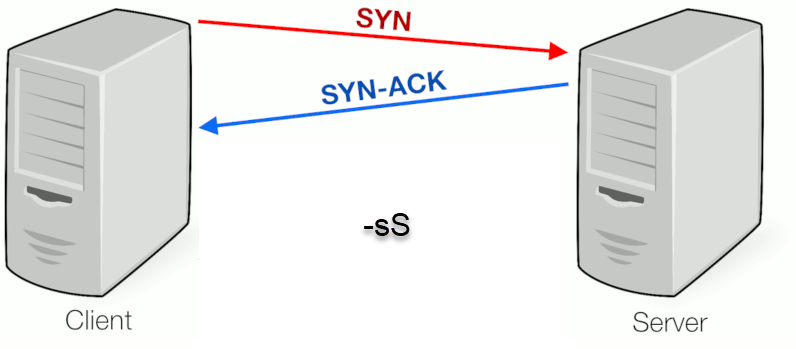 SYN
SYN-ACK
-sS
Client
Server